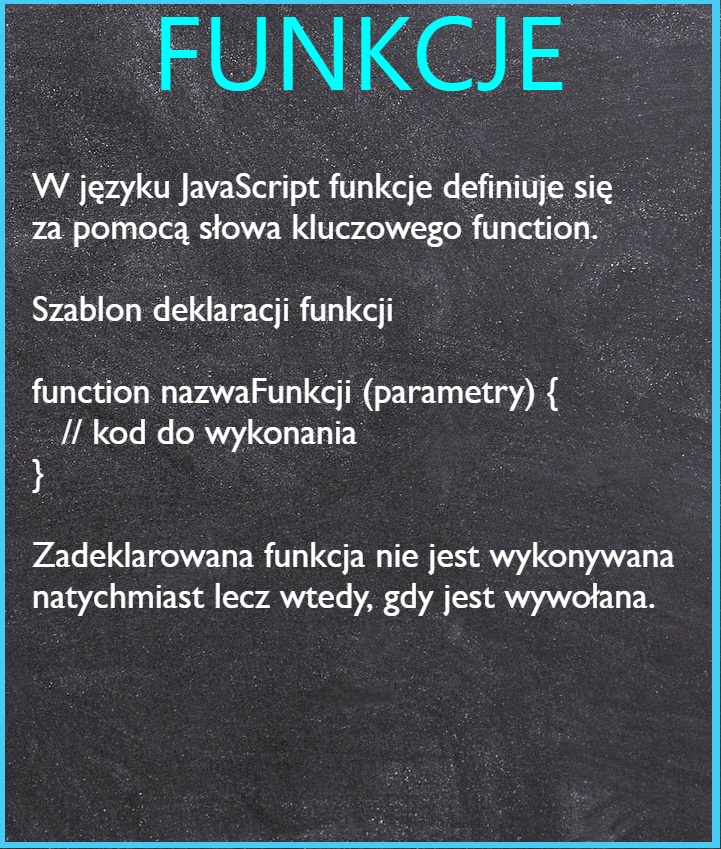 FUNKCJE
W języku JavaScript funkcje definiuje się
za pomocą słowa kluczowego function.
Szablon deklaracji funkcji
function nazwaFunkcji (parametry) {
// kod do wykonania
}
Zadeklarowana funkcja nie jest wykonywana
natychmiast lecz wtedy, gdy jest wywołana.